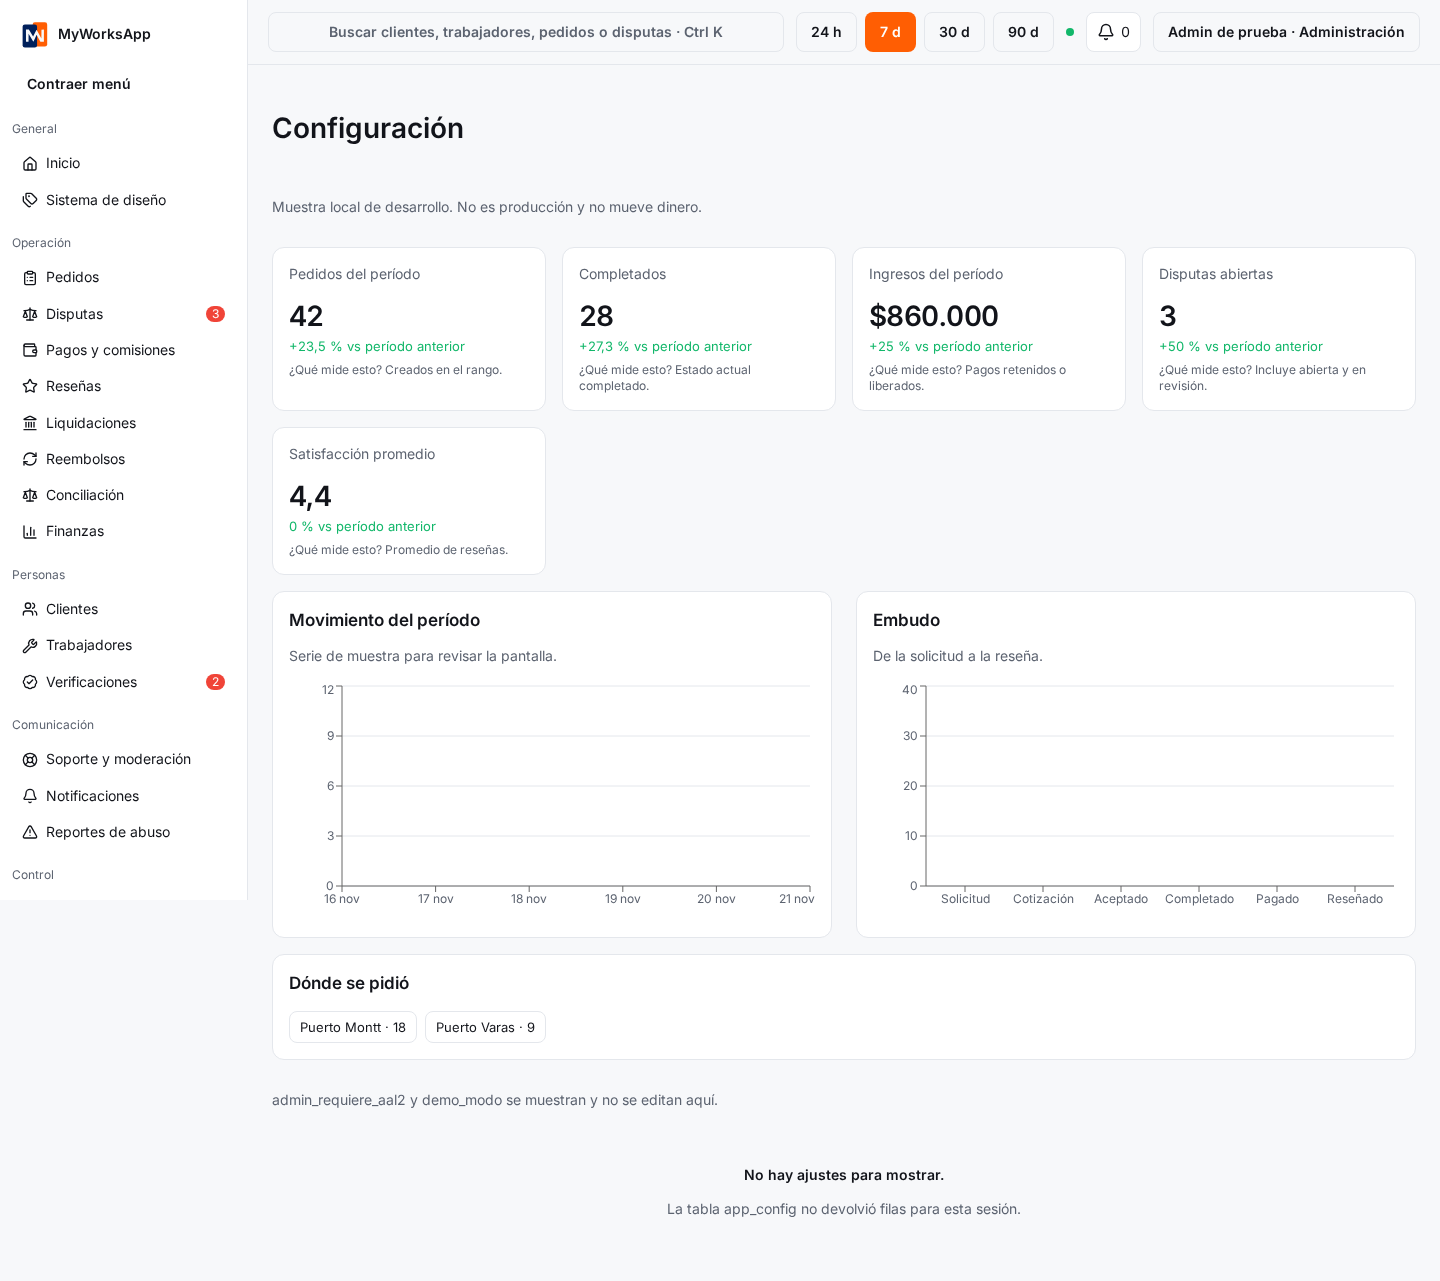 MyWorksApp
Contraer menú
General
Inicio
Sistema de diseño
Operación
Pedidos
Disputas 3
Pagos y comisiones
Reseñas
Liquidaciones
Reembolsos
Conciliación
Finanzas
Personas
Clientes
Trabajadores
Verificaciones 2
Comunicación
Soporte y moderación
Notificaciones
Reportes de abuso
Control
Buscar clientes, trabajadores, pedidos o disputas · Ctrl K
24 h
7 d
30 d
90 d
0
Admin de prueba · Administración
Configuración
Muestra local de desarrollo. No es producción y no mueve dinero.
Pedidos del período
42
+23,5 % vs período anterior
¿Qué mide esto? Creados en el rango.
Completados
28
+27,3 % vs período anterior
¿Qué mide esto? Estado actual
completado.
Ingresos del período
$860.000
+25 % vs período anterior
¿Qué mide esto? Pagos retenidos o
liberados.
Disputas abiertas
3
+50 % vs período anterior
¿Qué mide esto? Incluye abierta y en
revisión.
Satisfacción promedio
4,4
0 % vs período anterior
¿Qué mide esto? Promedio de reseñas.
Movimiento del período
Serie de muestra para revisar la pantalla.
12
9
6
3
0
16 nov 17 nov 18 nov 19 nov 20 nov 21 nov
Embudo
De la solicitud a la reseña.
40
30
20
10
0
Solicitud Cotización Aceptado Completado Pagado Reseñado
Dónde se pidió
Puerto Montt · 18
Puerto Varas · 9
admin_requiere_aal2 y demo_modo se muestran y no se editan aquí.
No hay ajustes para mostrar.
La tabla app_config no devolvió filas para esta sesión.